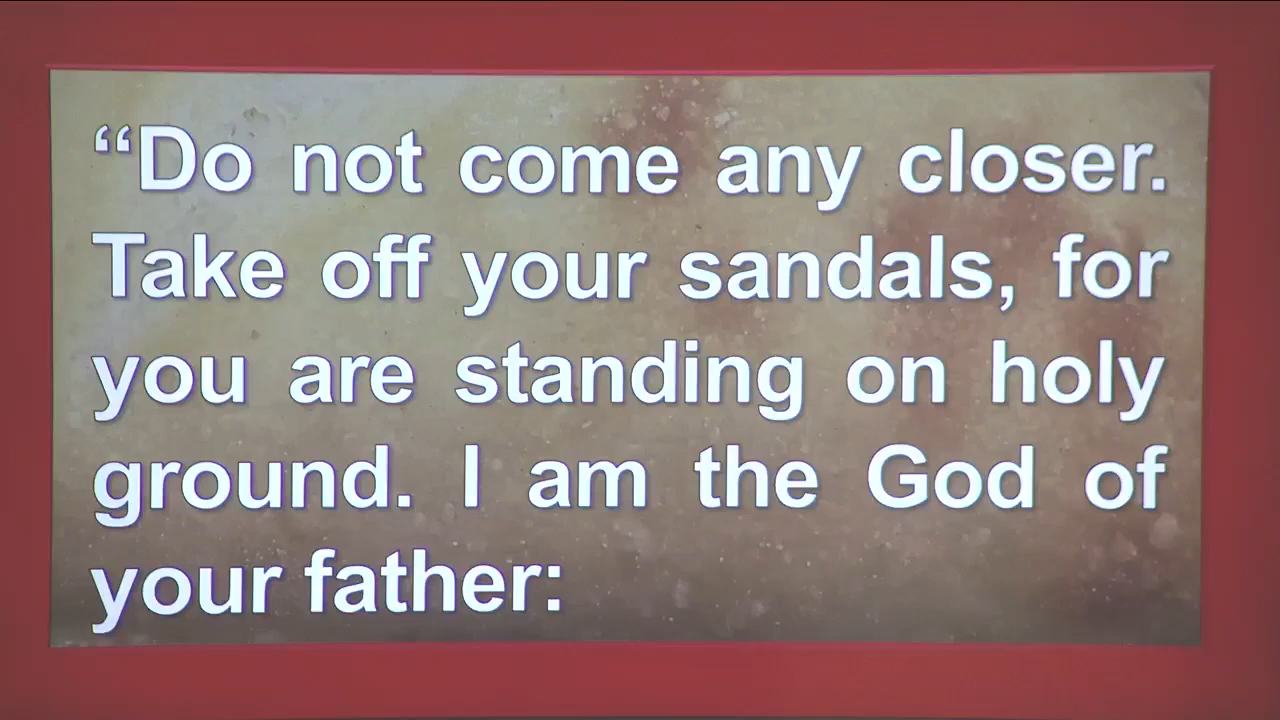 “Do not come any closer.
Take off your sandals, for
you are standing on holy
ground. I am the God of
your father: